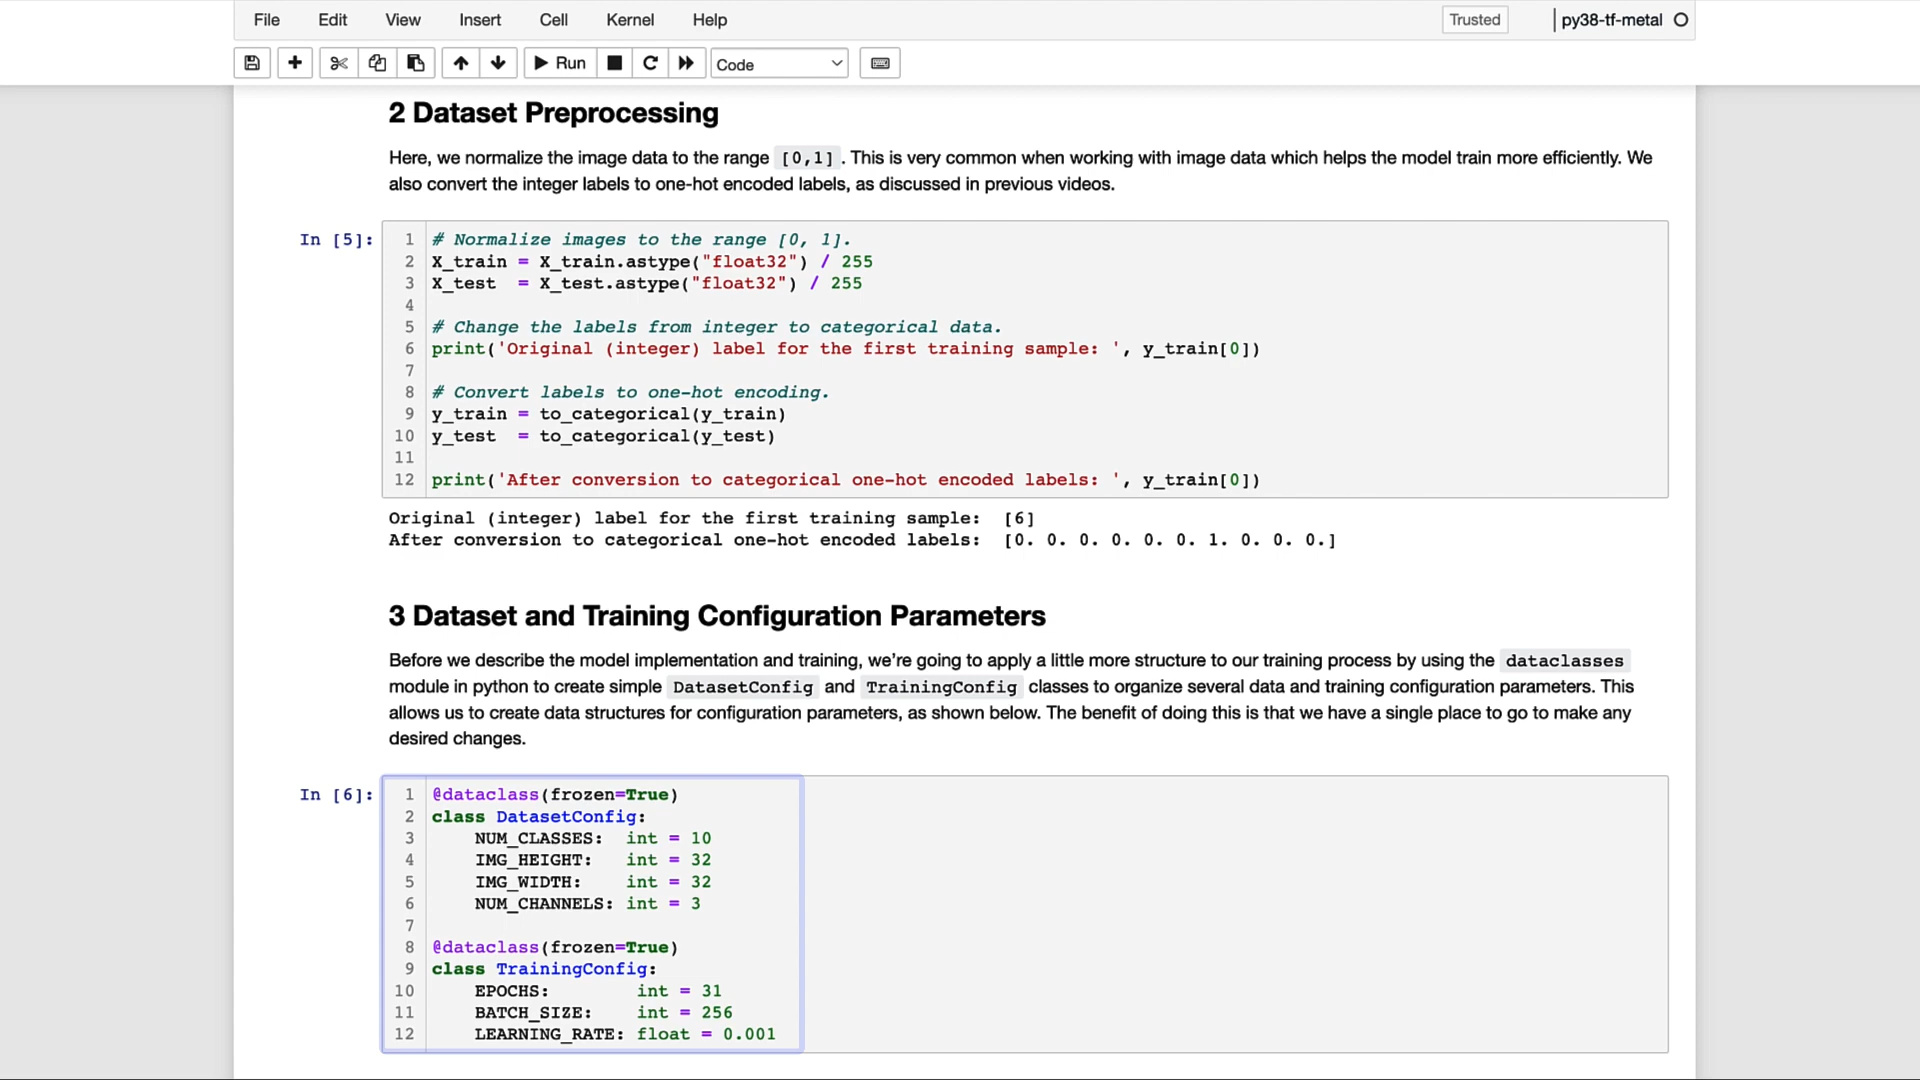 File Edit View Insert Cell Kernel Help Trusted py38-tf-metal
Run Code
2 Dataset Preprocessing
Here, we normalize the image data to the range [0,1]. This is very common when working with image data which helps the model train more efficiently. We
also convert the integer labels to one-hot encoded labels, as discussed in previous videos.
In [5]:
1 # Normalize images to the range [0, 1].
2 X_train = X_train.astype("float32") / 255
3 X_test  = X_test.astype("float32") / 255
4
5 # Change the labels from integer to categorical data.
6 print('Original (integer) label for the first training sample: ', y_train[0])
7
8 # Convert labels to one-hot encoding.
9 y_train = to_categorical(y_train)
10 y_test  = to_categorical(y_test)
11
12 print('After conversion to categorical one-hot encoded labels: ', y_train[0])
Original (integer) label for the first training sample:  [6]
After conversion to categorical one-hot encoded labels:  [0. 0. 0. 0. 0. 0. 1. 0. 0. 0.]
3 Dataset and Training Configuration Parameters
Before we describe the model implementation and training, we're going to apply a little more structure to our training process by using the dataclasses
module in python to create simple DatasetConfig and TrainingConfig classes to organize several data and training configuration parameters. This
allows us to create data structures for configuration parameters, as shown below. The benefit of doing this is that we have a single place to go to make any
desired changes.
In [6]:
1 @dataclass(frozen=True)
2 class DatasetConfig:
3     NUM_CLASSES:  int = 10
4     IMG_HEIGHT:   int = 32
5     IMG_WIDTH:    int = 32
6     NUM_CHANNELS: int = 3
7
8 @dataclass(frozen=True)
9 class TrainingConfig:
10     EPOCHS:        int = 31
11     BATCH_SIZE:    int = 256
12     LEARNING_RATE: float = 0.001